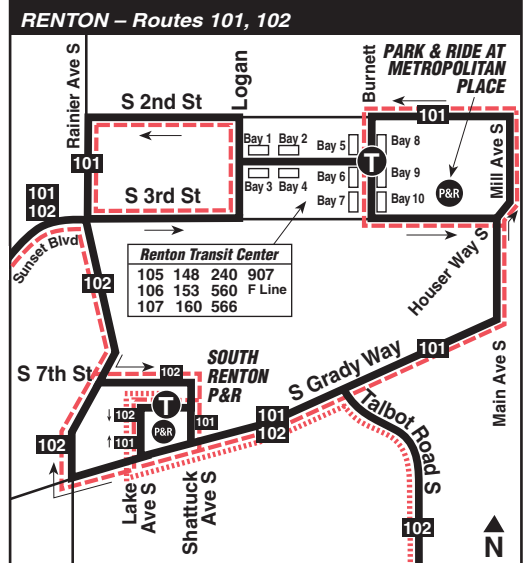 RENTON – Routes 101, 102
Rainier Ave S
Logan
Burnett
PARK & RIDE AT
METROPOLITAN
PLACE
S 2nd St
101
Mill Ave S
Bay 1
Bay 2
Bay 5
Bay 8
101
T
Bay 3
Bay 4
Bay 6
Bay 9
Bay 7
Bay 10
P&R
S 3rd St
101
102
Sunset Blvd
Renton Transit Center
105 148 240 907
106 153 560 F Line
107 160 566
Houser Way S
102
S 7th St
102
SOUTH
RENTON
P&R
S Grady Way
101
Main Ave S
102
T
101
P&R
101
101
102
Talbot Road S
102
Lake
Ave S
Shattuck
Ave S
102
N